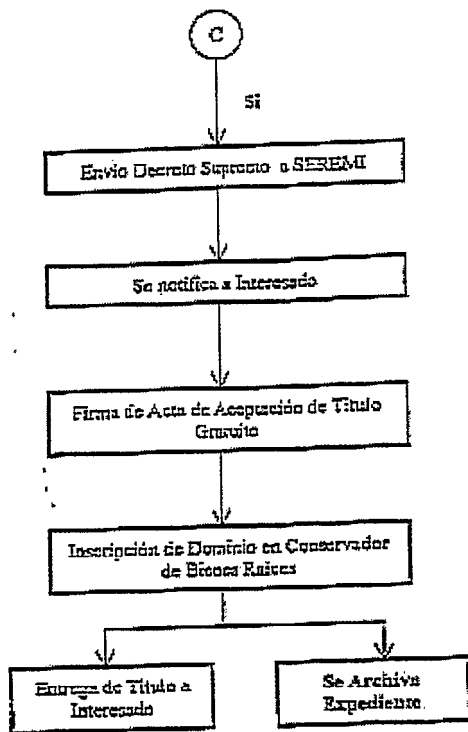 C
Si
Envio Decreto Supremo a SEREMI
Se notifica a Interesado
Firma de Acta de Aceptación de Título
Gratuito
Inscripción de Dominio en Conservador
de Bienes Raíces
Entrega de Título a
Interesado
Se Archiva
Expediente.